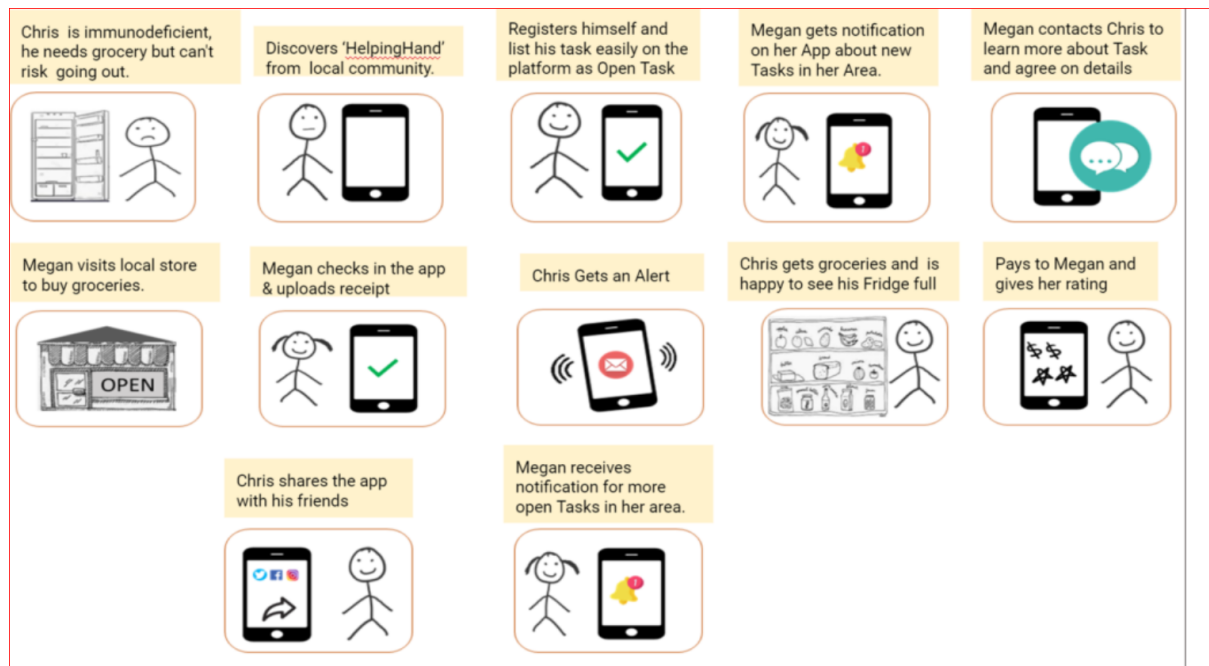 Chris is immunodeficient,
he needs grocery but can't
risk going out.
Discovers 'HelpingHand'
from local community.
Registers himself and
list his task easily on the
platform as Open Task
Megan gets notification
on her App about new
Tasks in her Area.
Megan contacts Chris to
learn more about Task
and agree on details
Megan visits local store
to buy groceries.
OPEN
Megan checks in the app
& uploads receipt
Chris Gets an Alert
Chris gets groceries and is
happy to see his Fridge full
Pays to Megan and
gives her rating
$$
Chris shares the app
with his friends
Megan receives
notification for more
open Tasks in her area.